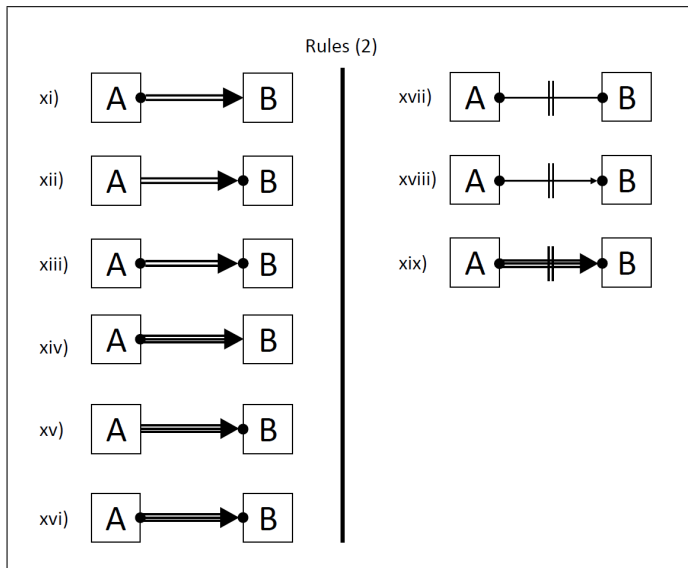 Rules (2)
xi) A B
xii) A B
xiii) A B
xiv) A B
xv) A B
xvi) A B
xvii) A B
xviii) A B
xix) A B